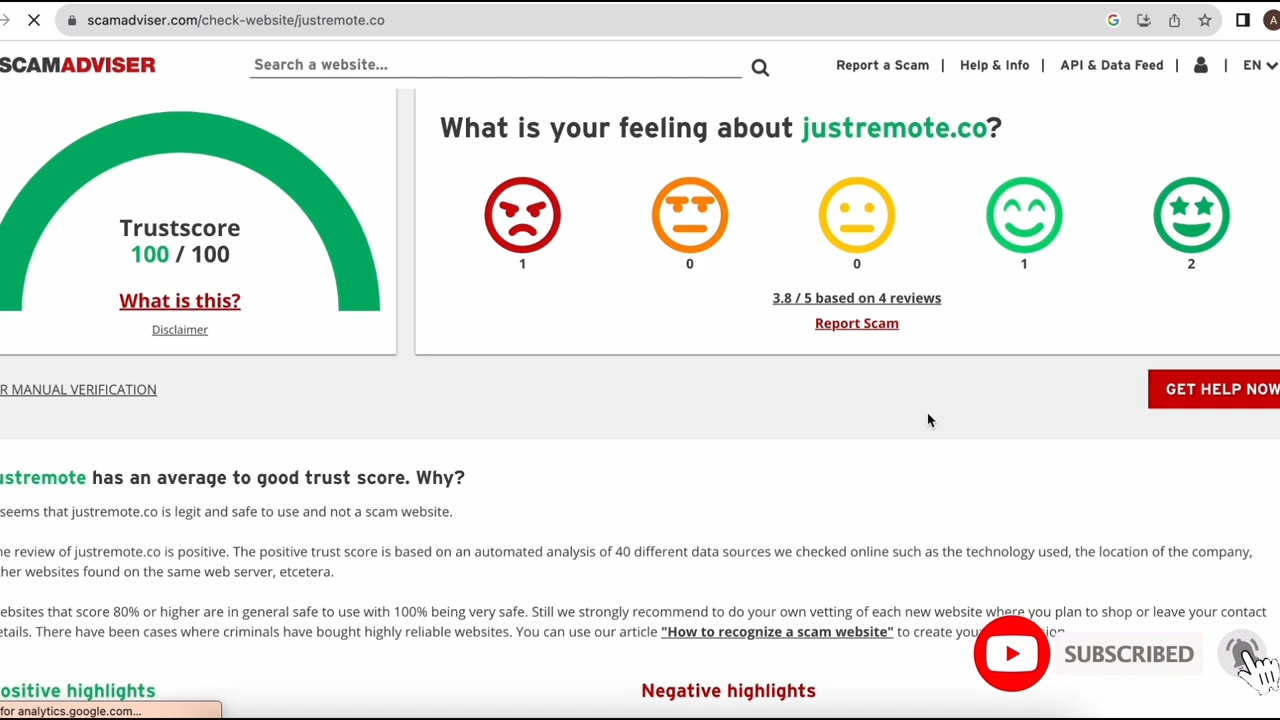 scamadviser.com/check-website/justremote.co
A
SCAMADVISER
Search a website...
Report a Scam | Help & Info | API & Data Feed | | EN
What is your feeling about justremote.co?
Trustscore
100 / 100
What is this?
Disclaimer
1 0 0 1 2
3.8 / 5 based on 4 reviews
Report Scam
R MANUAL VERIFICATION
GET HELP NOW
ustremote has an average to good trust score. Why?
seems that justremote.co is legit and safe to use and not a scam website.
he review of justremote.co is positive. The positive trust score is based on an automated analysis of 40 different data sources we checked online such as the technology used, the location of the company,
ther websites found on the same web server, etcetera.
ebsites that score 80% or higher are in general safe to use with 100% being very safe. Still we strongly recommend to do your own vetting of each new website where you plan to shop or leave your contact
etails. There have been cases where criminals have bought highly reliable websites. You can use our article "How to recognize a scam website" to create
SUBSCRIBED
ositive highlights
Negative highlights
for analytics.google.com...